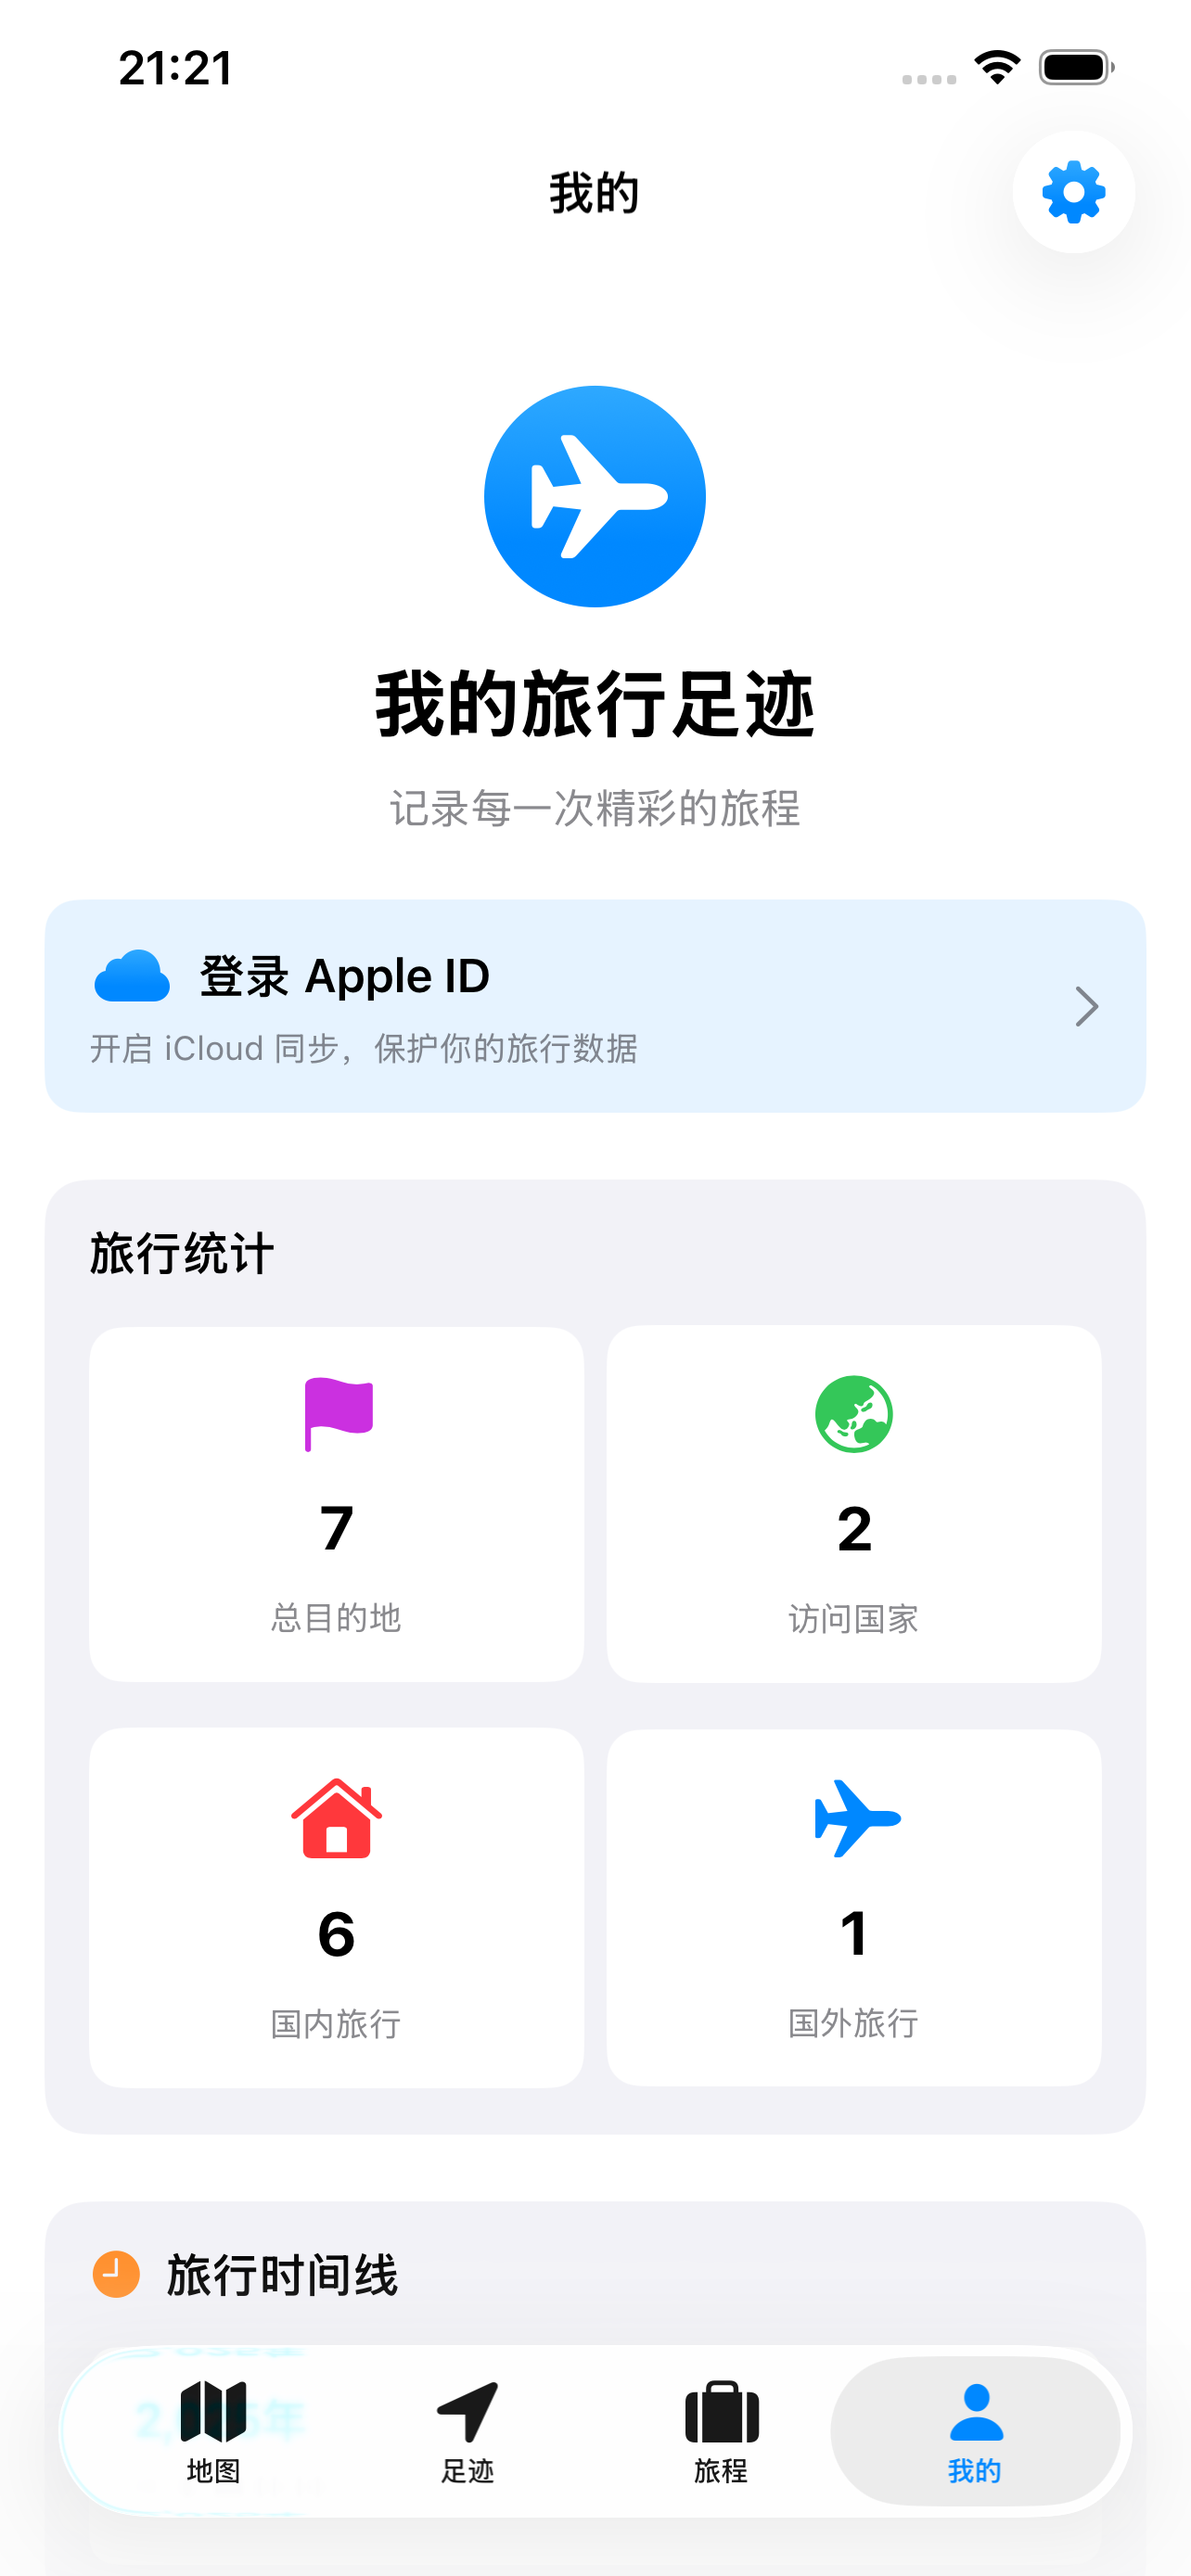 21:21
我的
我的旅行足迹
记录每一次精彩的旅程
登录 Apple ID
开启 iCloud 同步，保护你的旅行数据
旅行统计
7
2
总目的地
访问国家
6
1
国内旅行
国外旅行
旅行时间线
地图
足迹
旅程
我的